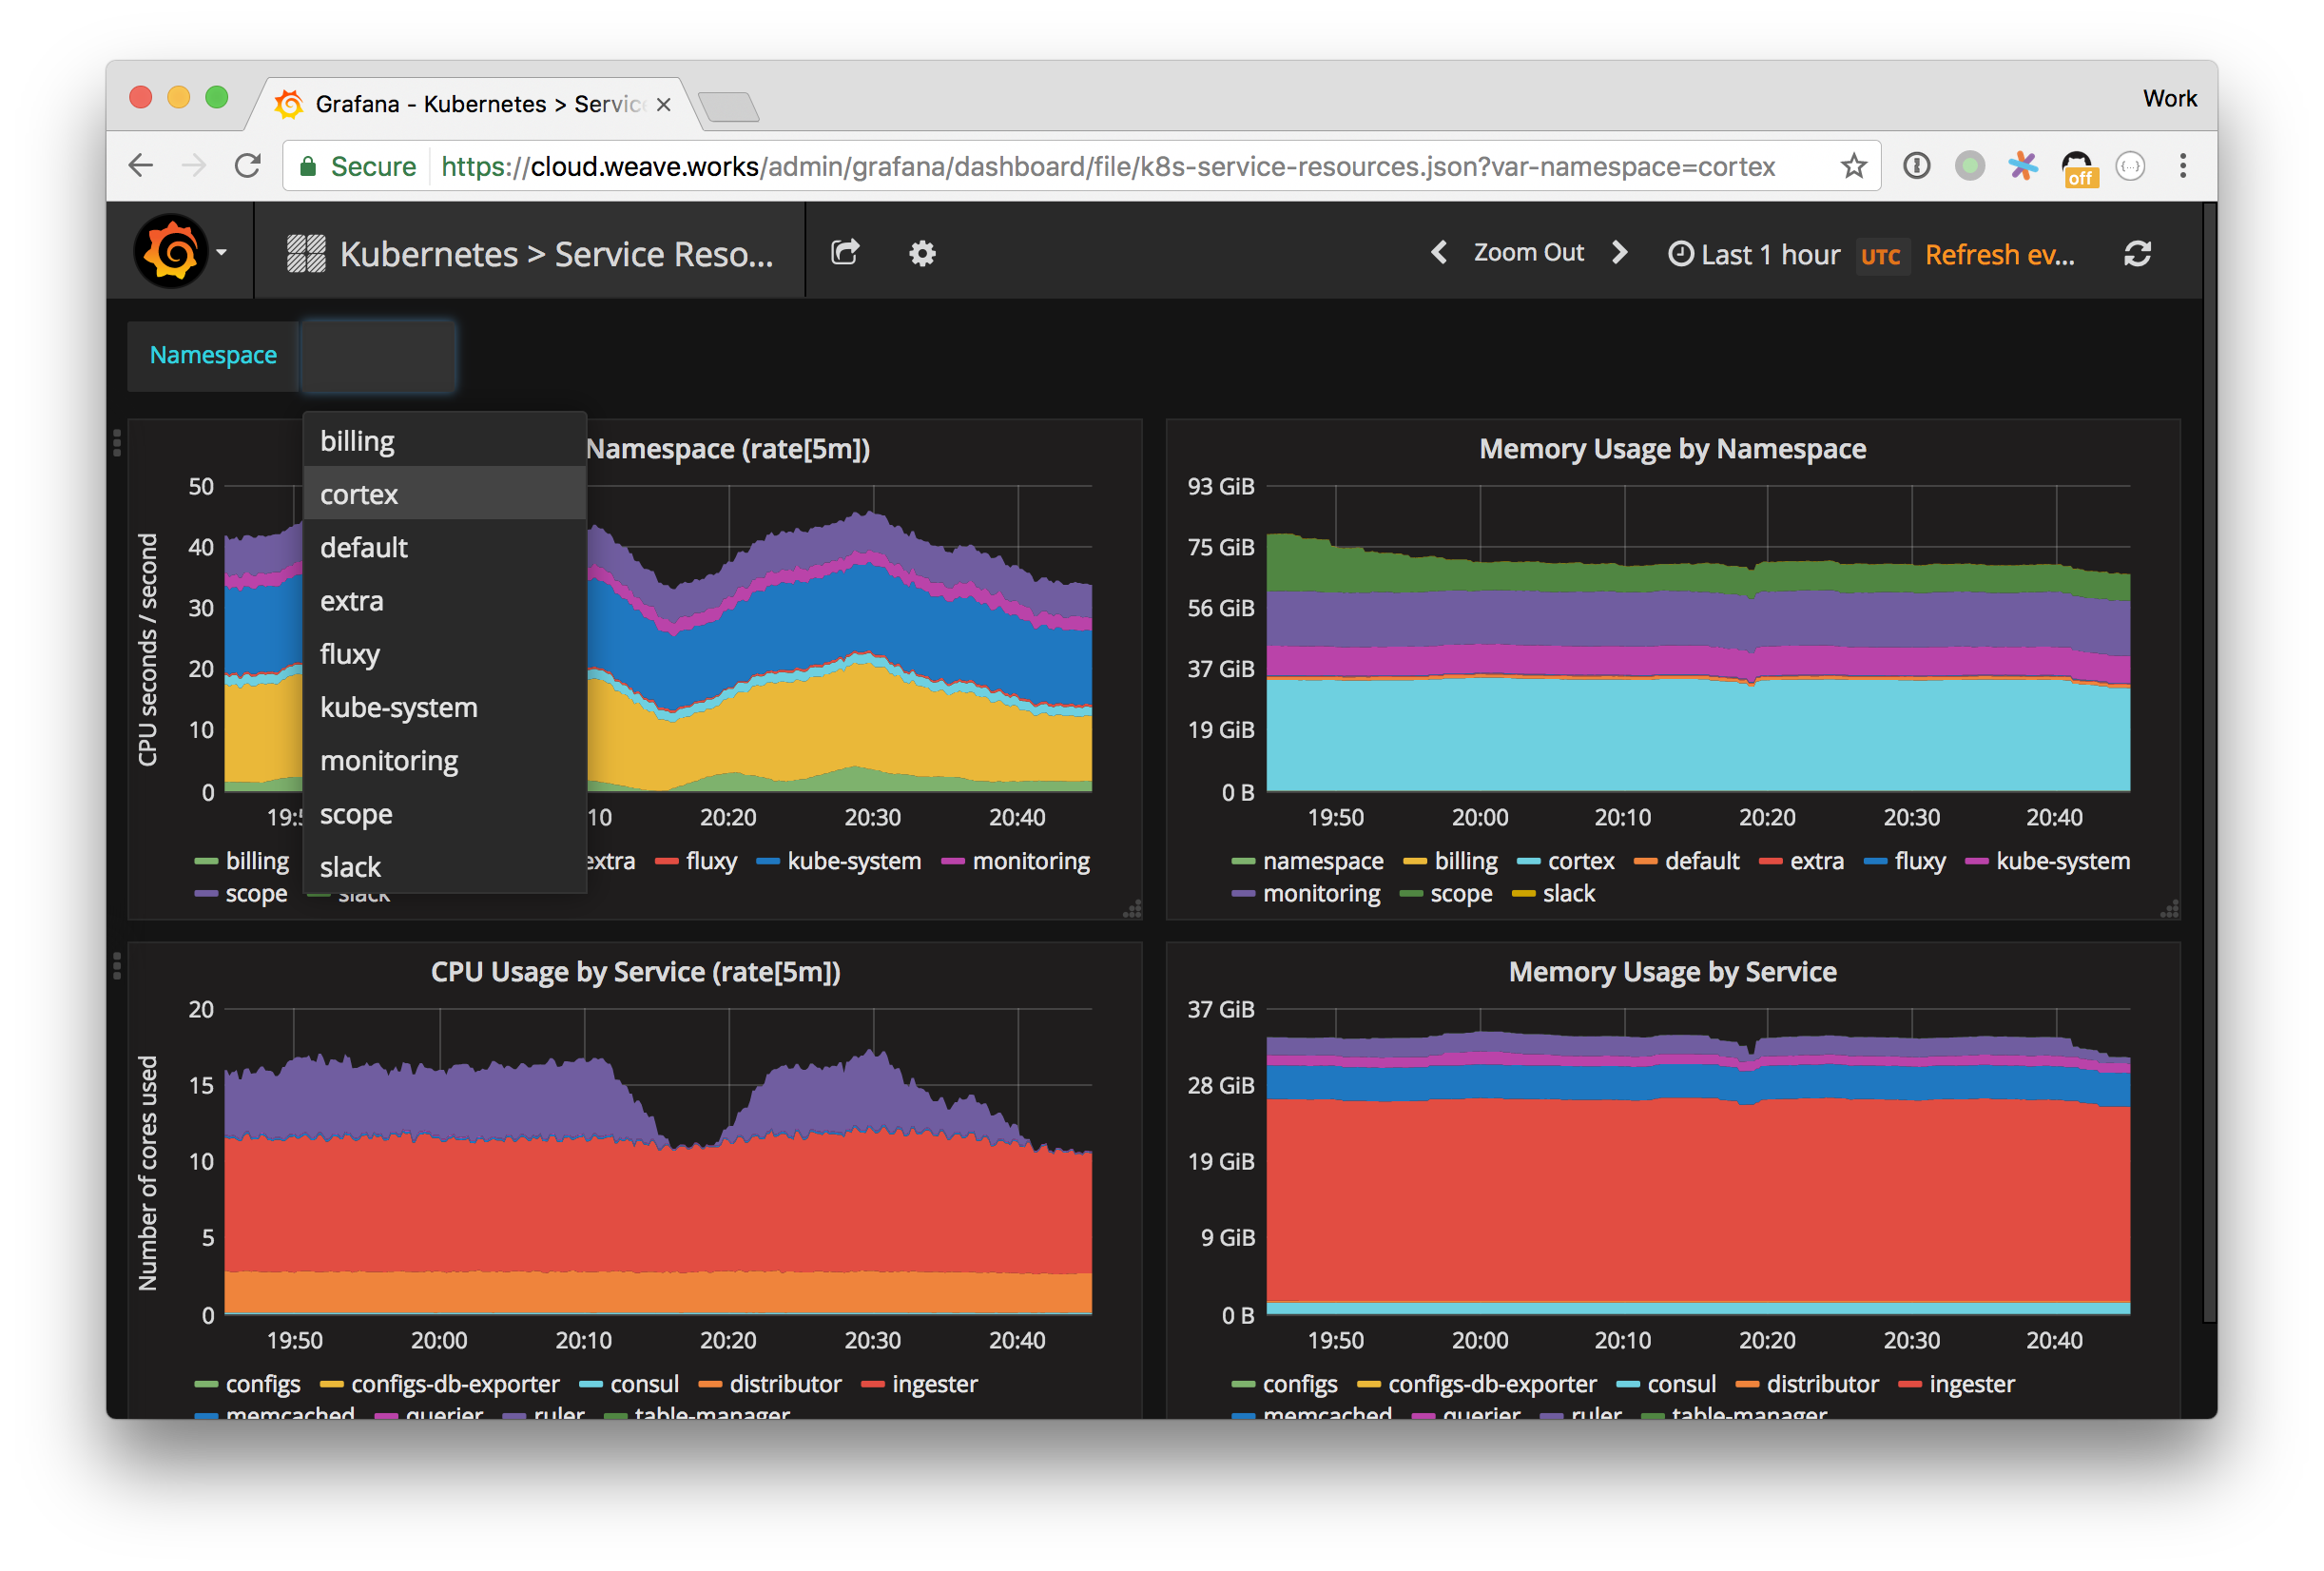 Grafana - Kubernetes > Servic
Work
Secure https://cloud.weave.works/admin/grafana/dashboard/file/k8s-service-resources.json?var-namespace=cortex
off
Kubernetes > Service Reso...
Zoom Out
Last 1 hour UTC Refresh ev...
Namespace
billing
cortex
default
extra
fluxy
kube-system
monitoring
scope
slack
Namespace (rate[5m])
CPU seconds / second
50
40
30
20
10
0
19:5 10 20:20 20:30 20:40
billing extra fluxy kube-system monitoring
scope slack
Memory Usage by Namespace
93 GiB
75 GiB
56 GiB
37 GiB
19 GiB
0 B
19:50 20:00 20:10 20:20 20:30 20:40
namespace billing cortex default extra fluxy kube-system
monitoring scope slack
CPU Usage by Service (rate[5m])
Number of cores used
20
15
10
5
0
19:50 20:00 20:10 20:20 20:30 20:40
configs configs-db-exporter consul distributor ingester
memcached querier ruler table-manager
Memory Usage by Service
37 GiB
28 GiB
19 GiB
9 GiB
0 B
19:50 20:00 20:10 20:20 20:30 20:40
configs configs-db-exporter consul distributor ingester
memcached querier ruler table-manager